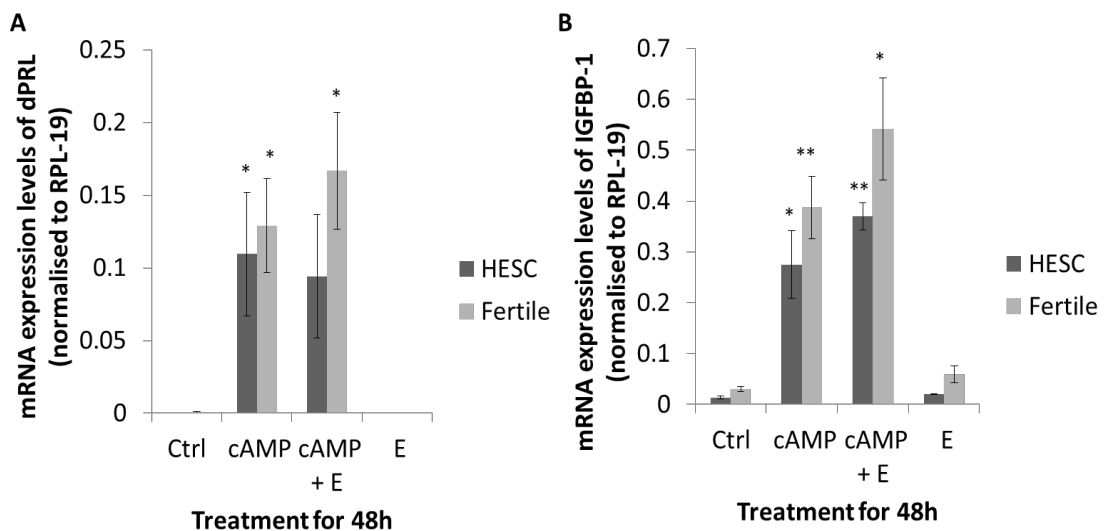 A
mRNA expression levels of dPRL
(normalised to RPL-19)
0.25
0.2
0.15
0.1
0.05
0
*
*
*
Ctrl
cAMP
cAMP
+ E
E
Treatment for 48h
HESC
Fertile
B
mRNA expression levels of IGFBP-1
(normalised to RPL-19)
0.7
0.6
0.5
0.4
0.3
0.2
0.1
0
*
**
**
*
Ctrl
cAMP
cAMP
+ E
E
Treatment for 48h
HESC
Fertile